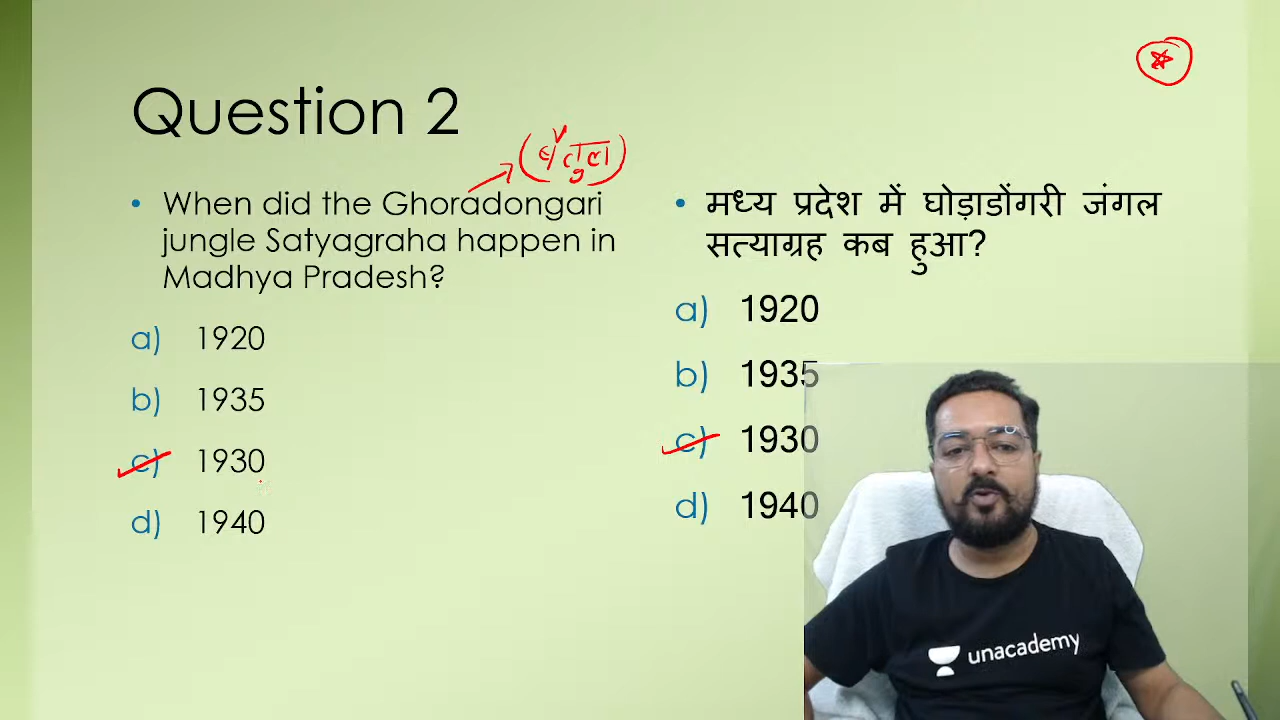 Question 2
(बैतुल)
• When did the Ghoradongari
jungle Satyagraha happen in
Madhya Pradesh?
a) 1920
b) 1935
c) 1930
d) 1940
• मध्य प्रदेश में घोड़ाडोंगरी जंगल
सत्याग्रह कब हुआ?
a) 1920
b) 1935
c) 1930
d) 1940
unacademy